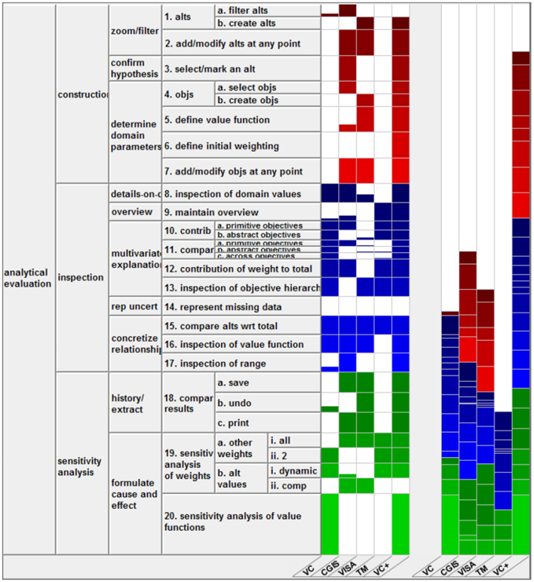 analytical
evaluation
construction
zoom/filter
1. alts
a. filter alts
b. create alts
2. add/modify alts at any point
confirm
hypothesis
3. select/mark an alt
determine
domain
parameters
4. objs
a. select objs
b. create objs
5. define value function
6. define initial weighting
7. add/modify objs at any point
inspection
details-on-d
8. inspection of domain values
overview
9. maintain overview
multivariate
explanation
10. contrib
a. primitive objectives
b. abstract objectives
11. compar
a. primitive objectives
b. abstract objectives
c. across objectives
12. contribution of weight to total
13. inspection of objective hierarch
rep uncert
14. represent missing data
concretize
relationship
15. compare alts wrt total
16. inspection of value function
17. inspection of range
sensitivity
analysis
history/
extract
18. compar
results
a. save
b. undo
c. print
formulate
cause and
effect
19. sensitiv
analysis
of weights
a. other
weights
i. all
ii. 2
b. alt
values
i. dynamic
ii. comp
20. sensitivity analysis of value
functions
VC
CGIS
VISA
TM
VC+
VC
CGIS
VISA
TM
VC+